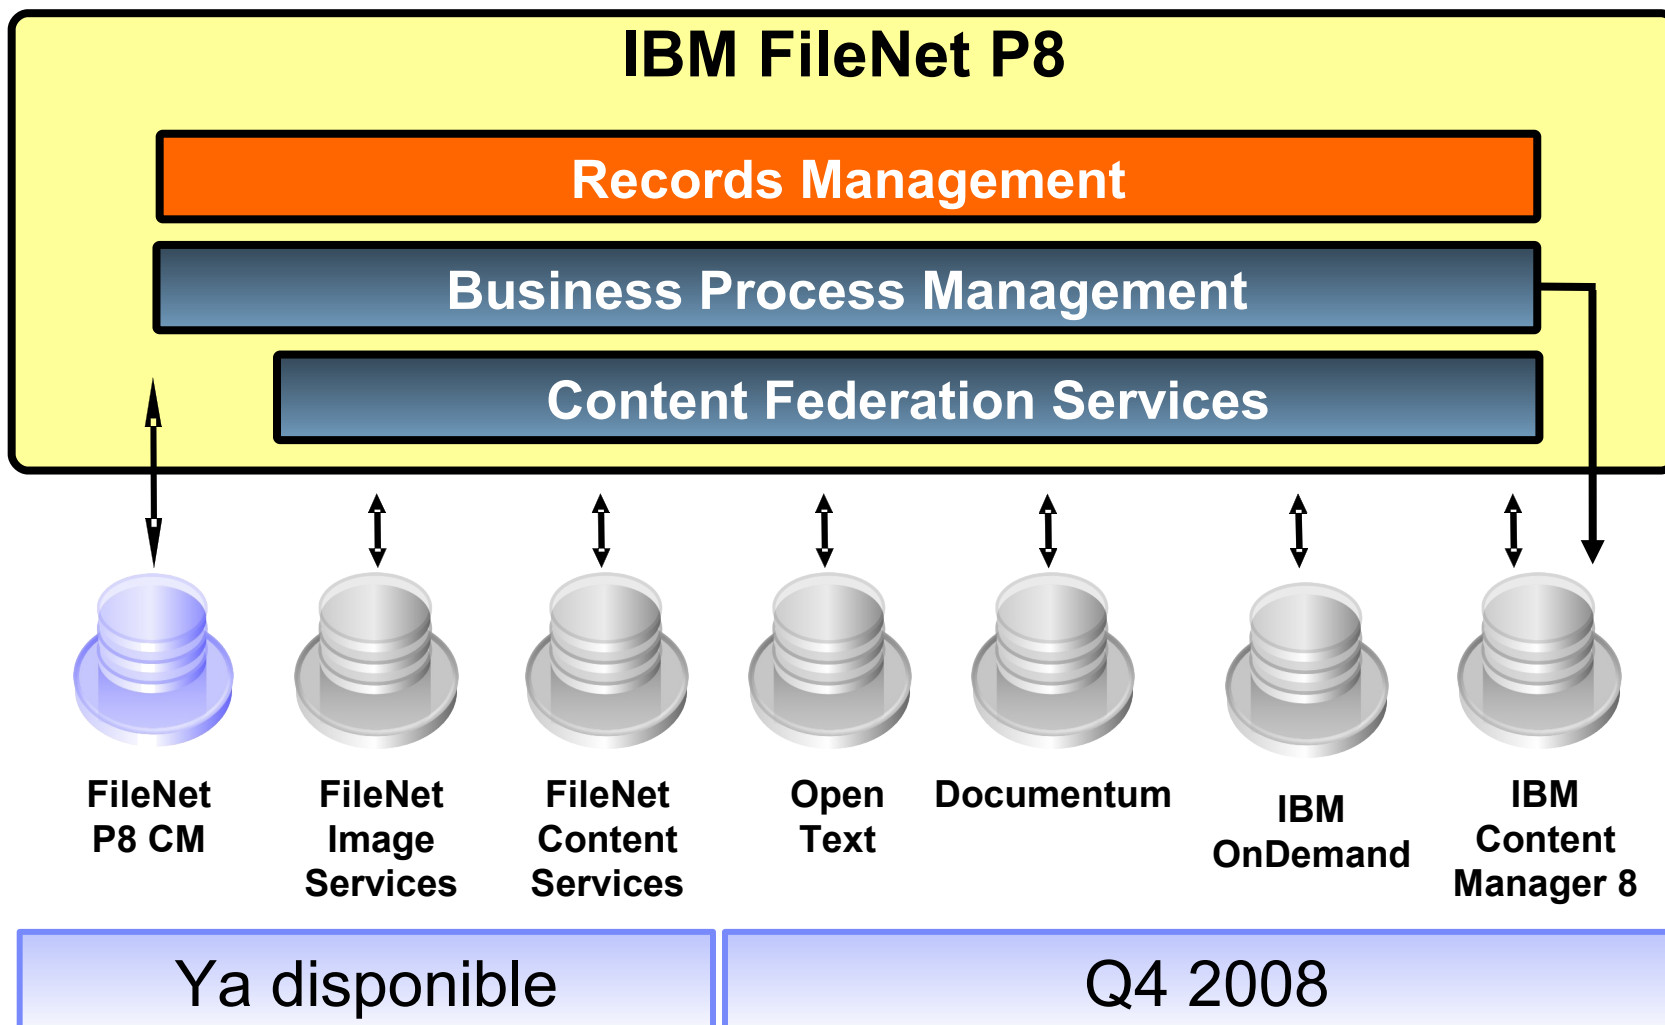 IBM FileNet P8
Records Management
Business Process Management
Content Federation Services
FileNet
P8 CM
FileNet
Image
Services
FileNet
Content
Services
Open
Text
Documentum
IBM
OnDemand
IBM
Content
Manager 8
Ya disponible
Q4 2008